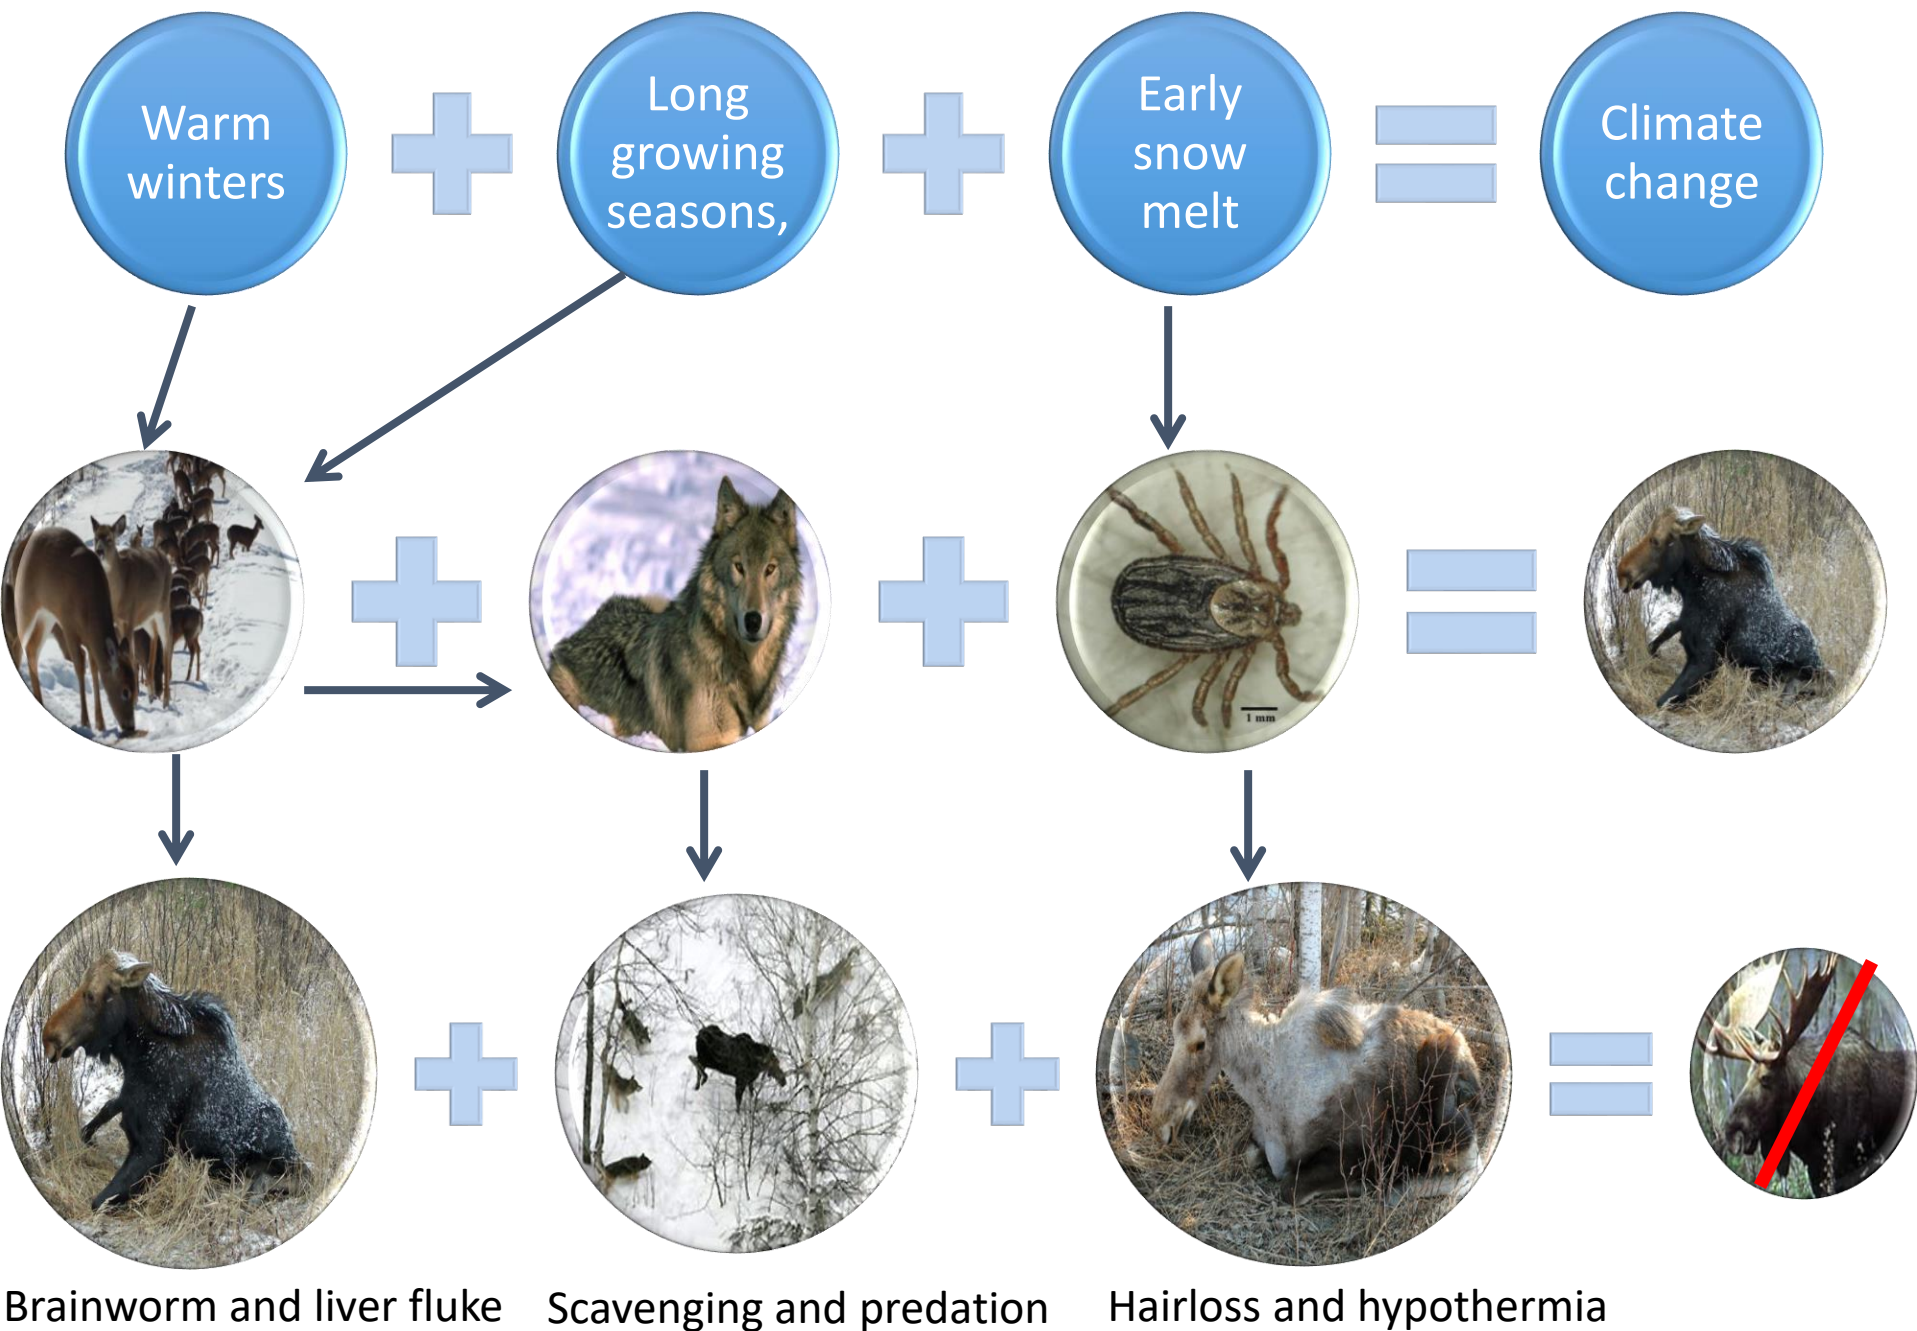 Warm
winters
Long
growing
seasons,
Early
snow
melt
Climate
change
1 mm
Brainworm and liver fluke
Scavenging and predation
Hairloss and hypothermia